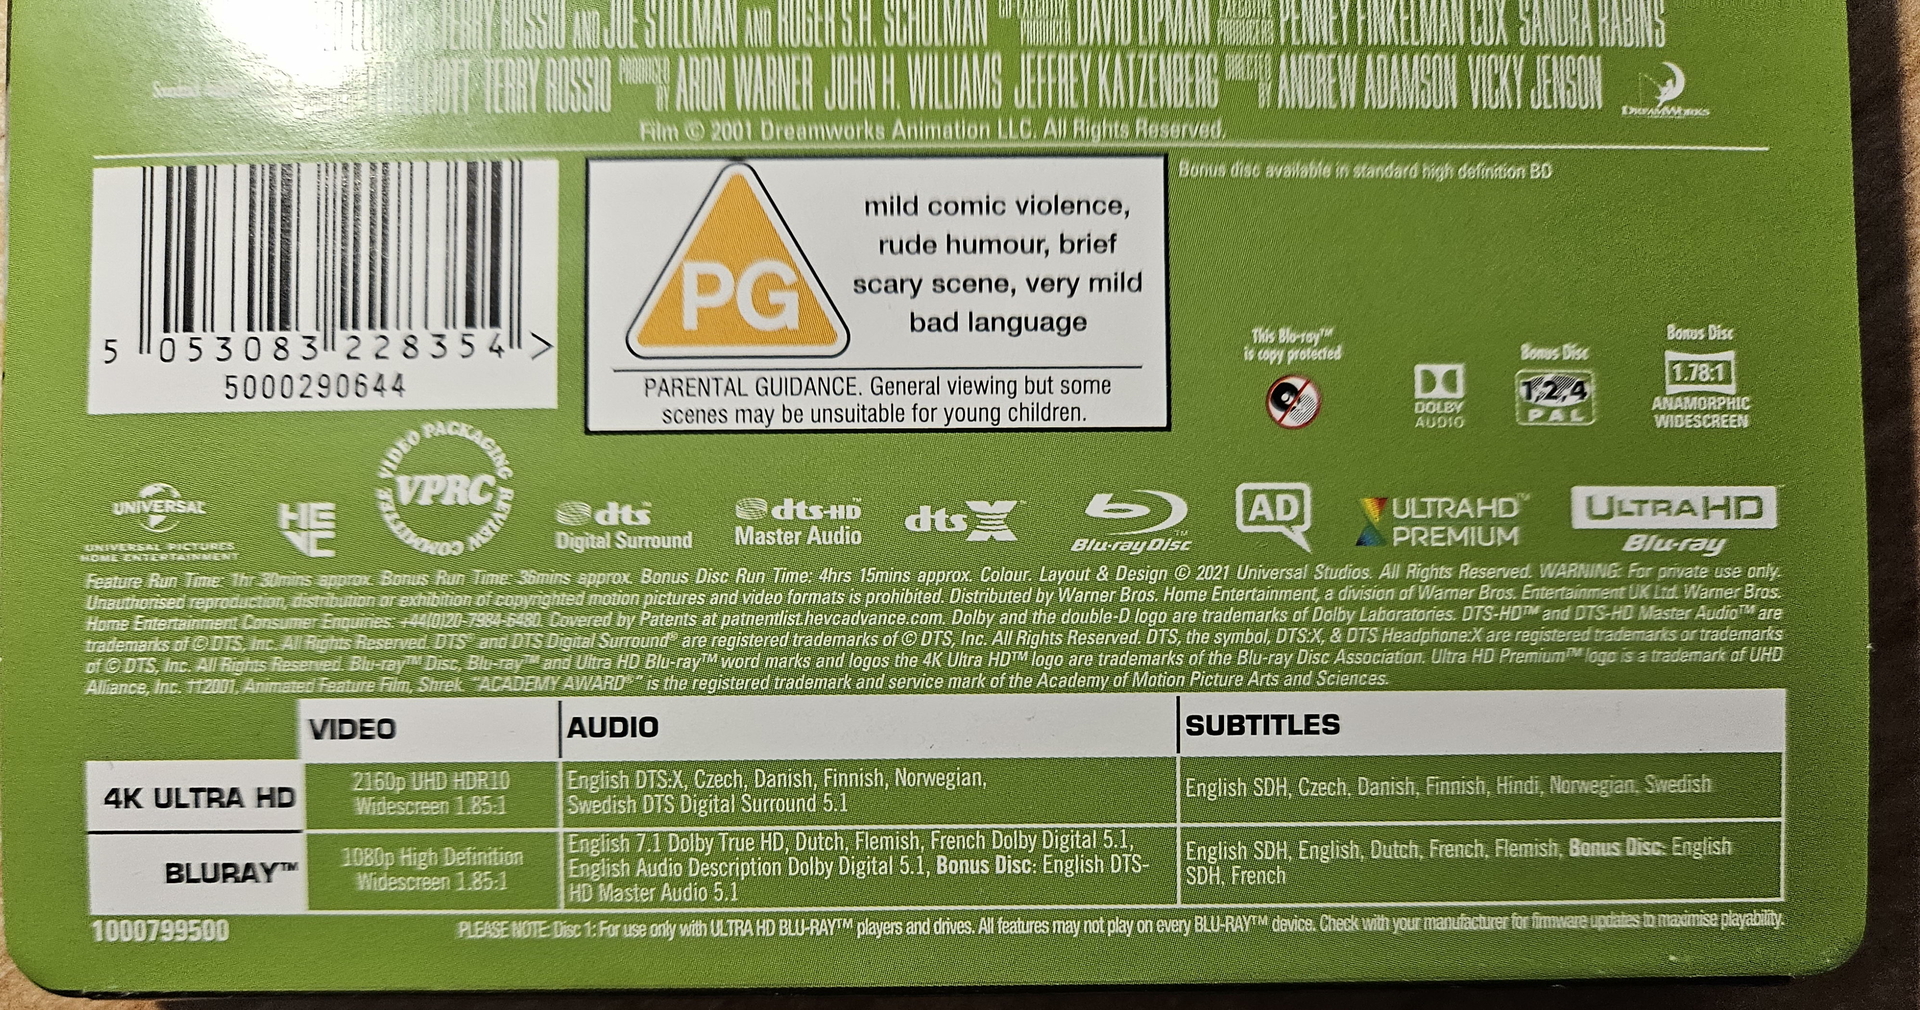 TERRY ROSSIO AND JOE STILLMAN AND ROGER S.H. SCHULMAN CO-EXECUTIVE PRODUCER DAVID LIPMAN EXECUTIVE PRODUCERS PENNEY FINKELMAN COX SANDRA RABINS
ELLIOTT TERRY ROSSIO PRODUCED BY ARON WARNER JOHN H. WILLIAMS JEFFREY KATZENBERG DIRECTED BY ANDREW ADAMSON VICKY JENSON
DREAMWORKS
Film © 2001 Dreamworks Animation LLC. All Rights Reserved.
5 053083 228354 >
5000290644
PG
mild comic violence,
rude humour, brief
scary scene, very mild
bad language
PARENTAL GUIDANCE. General viewing but some
scenes may be unsuitable for young children.
Bonus disc available in standard high definition BD
This Blu-ray™
is copy protected
DOLBY
AUDIO
Bonus Disc
1,2,4
PAL
Bonus Disc
1.78:1
ANAMORPHIC
WIDESCREEN
UNIVERSAL
UNIVERSAL PICTURES
HOME ENTERTAINMENT
HEVC
VIDEO PACKAGING REVIEW COMMITTEE
VPRC
dts
Digital Surround
dts-HD
Master Audio
dts X
Blu-ray Disc
AD
ULTRA HD™
PREMIUM
ULTRA HD
Blu-ray
Feature Run Time: 1hr 30mins approx. Bonus Run Time: 36mins approx. Bonus Disc Run Time: 4hrs 15mins approx. Colour. Layout & Design © 2021 Universal Studios. All Rights Reserved. WARNING: For private use only.
Unauthorised reproduction, distribution or exhibition of copyrighted motion pictures and video formats is prohibited. Distributed by Warner Bros. Home Entertainment, a division of Warner Bros. Entertainment UK Ltd. Warner Bros.
Home Entertainment Consumer Enquiries: +44(0)20-7984-6480. Covered by Patents at patnentlist.hevcadvance.com. Dolby and the double-D logo are trademarks of Dolby Laboratories. DTS-HD™ and DTS-HD Master Audio™ are
trademarks of © DTS, Inc. All Rights Reserved. DTS® and DTS Digital Surround® are registered trademarks of © DTS, Inc. All Rights Reserved. DTS, the symbol, DTS:X, & DTS Headphone:X are registered trademarks or trademarks
of © DTS, Inc. All Rights Reserved. Blu-ray™ Disc, Blu-ray™ and Ultra HD Blu-ray™ word marks and logos the 4K Ultra HD™ logo are trademarks of the Blu-ray Disc Association. Ultra HD Premium™ logo is a trademark of UHD
Alliance, Inc. ††2001, Animated Feature Film, Shrek. "ACADEMY AWARD®" is the registered trademark and service mark of the Academy of Motion Picture Arts and Sciences.
VIDEO AUDIO SUBTITLES
4K ULTRA HD
2160p UHD HDR10
Widescreen 1.85:1
English DTS:X, Czech, Danish, Finnish, Norwegian,
Swedish DTS Digital Surround 5.1
English SDH, Czech, Danish, Finnish, Hindi, Norwegian, Swedish
BLURAY™
1080p High Definition
Widescreen 1.85:1
English 7.1 Dolby True HD, Dutch, Flemish, French Dolby Digital 5.1,
English Audio Description Dolby Digital 5.1, Bonus Disc: English DTS-
HD Master Audio 5.1
English SDH, English, Dutch, French, Flemish, Bonus Disc: English
SDH, French
1000799500
PLEASE NOTE: Disc 1: For use only with ULTRA HD BLU-RAY™ players and drives. All features may not play on every BLU-RAY™ device. Check with your manufacturer for firmware updates to maximise playability.